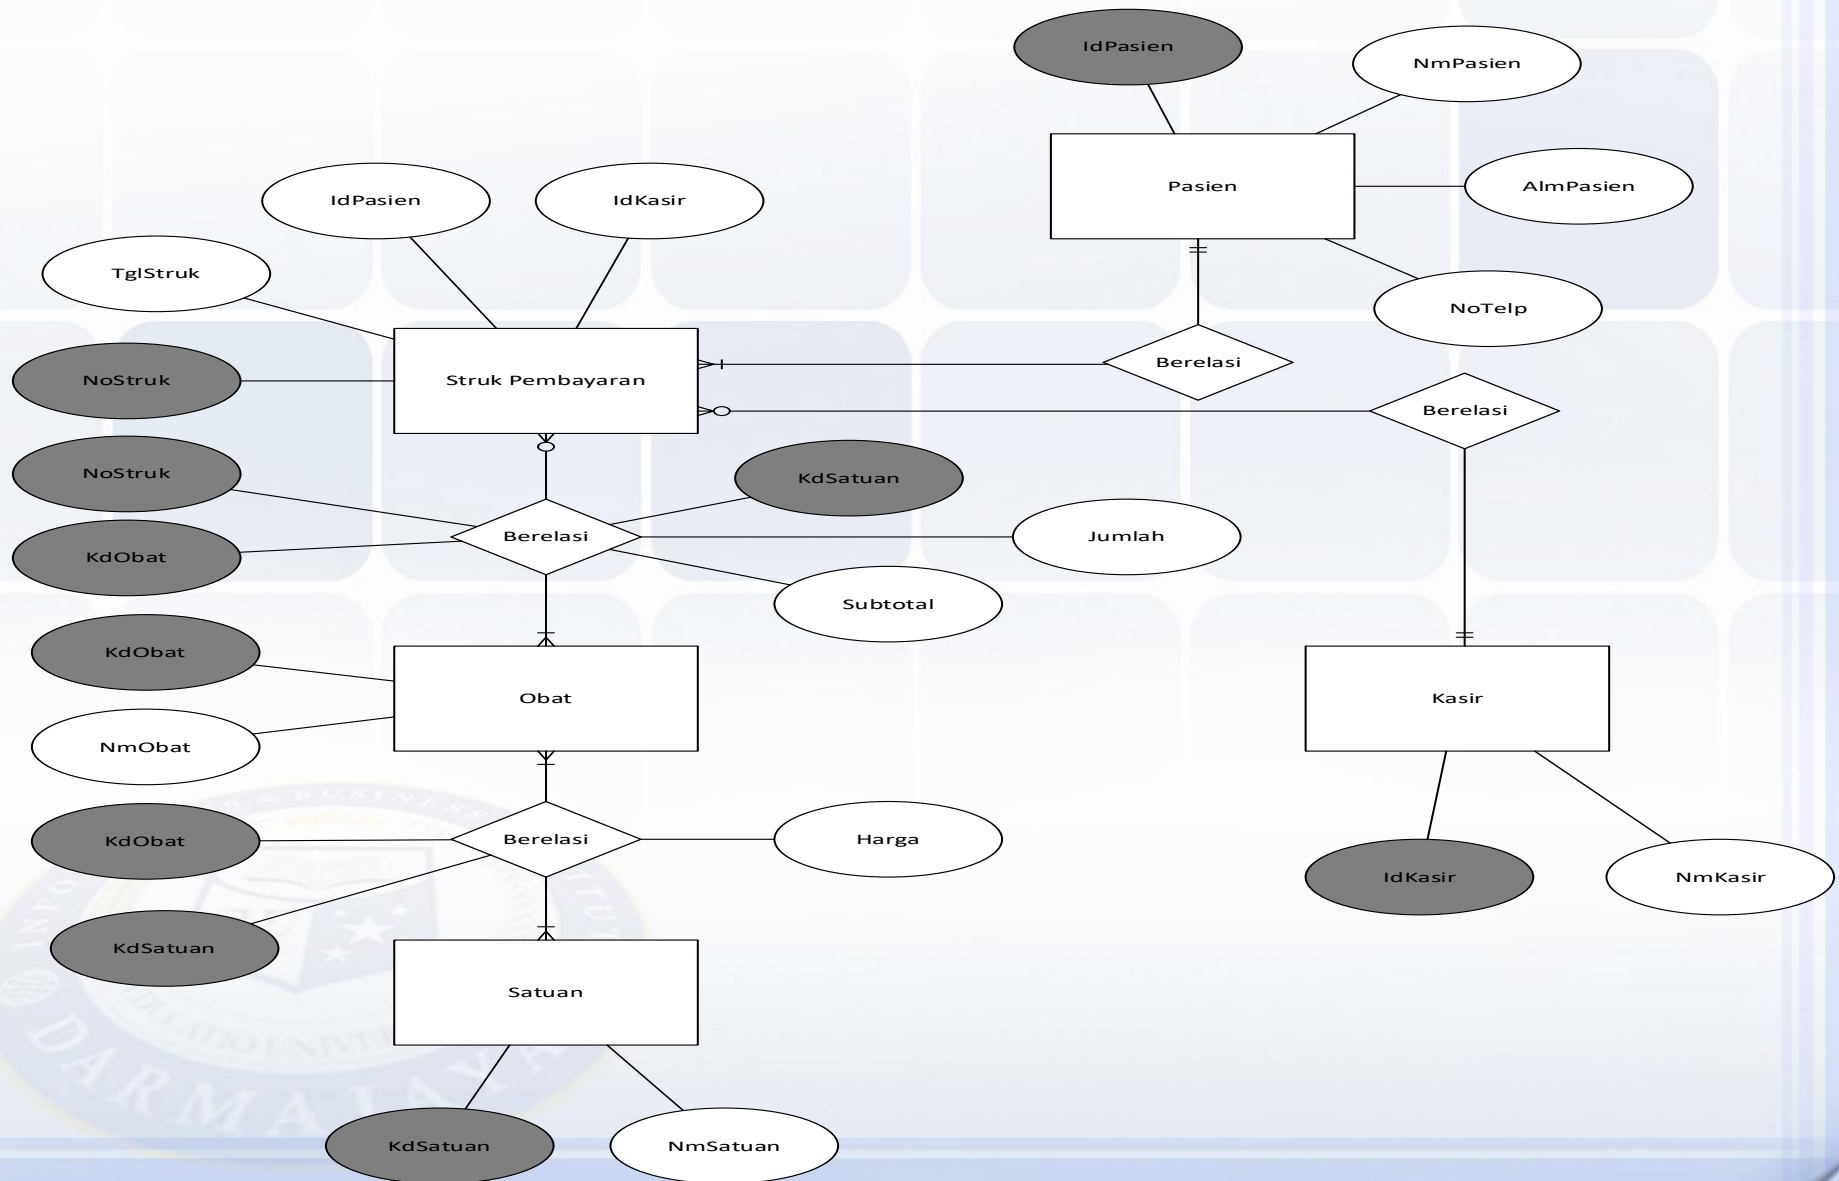 IdPasien
NmPasien
Pasien
AlmPasien
IdPasien
IdKasir
TglStruk
NoTelp
NoStruk
Struk Pembayaran
Berelasi
Berelasi
NoStruk
KdSatuan
Berelasi
Jumlah
KdObat
Subtotal
KdObat
Obat
Kasir
NmObat
KdObat
Berelasi
Harga
IdKasir
NmKasir
KdSatuan
Satuan
KdSatuan
NmSatuan
DARMAJAYA